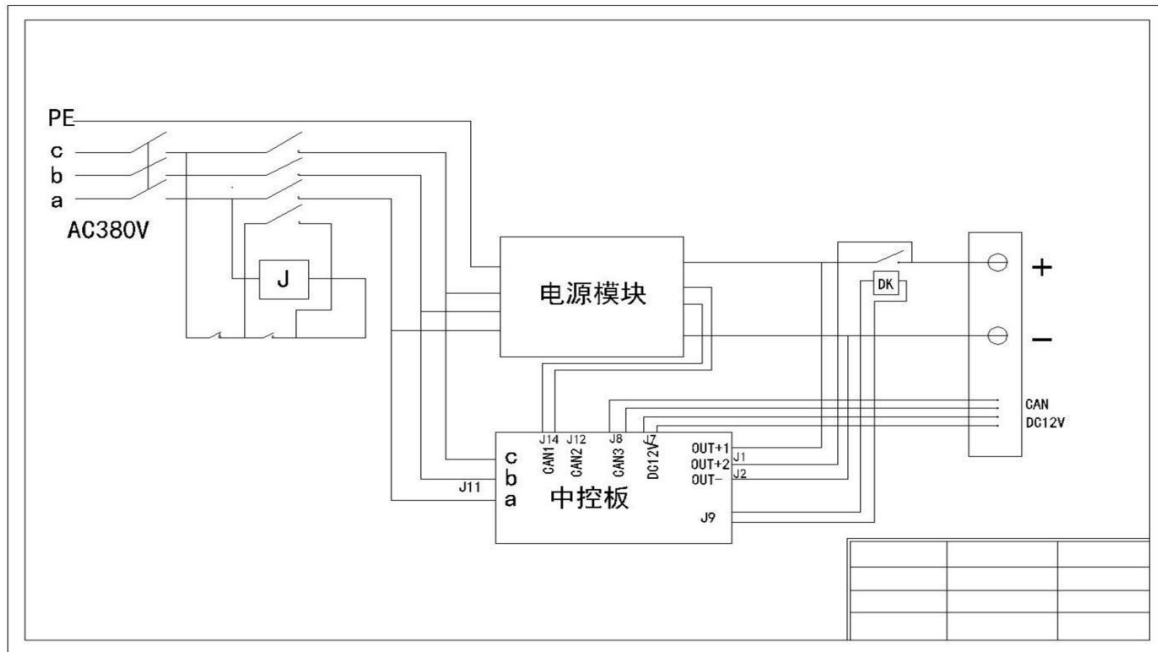 PE
c
b
a
AC380V
J
电源模块
DK
+
−
CAN
DC12V
J14
J12
J8
J7
CAN1
CAN2
CAN3
DC12V
OUT+1
J1
OUT+2
OUT-
J2
c
b
a
J11
中控板
J9